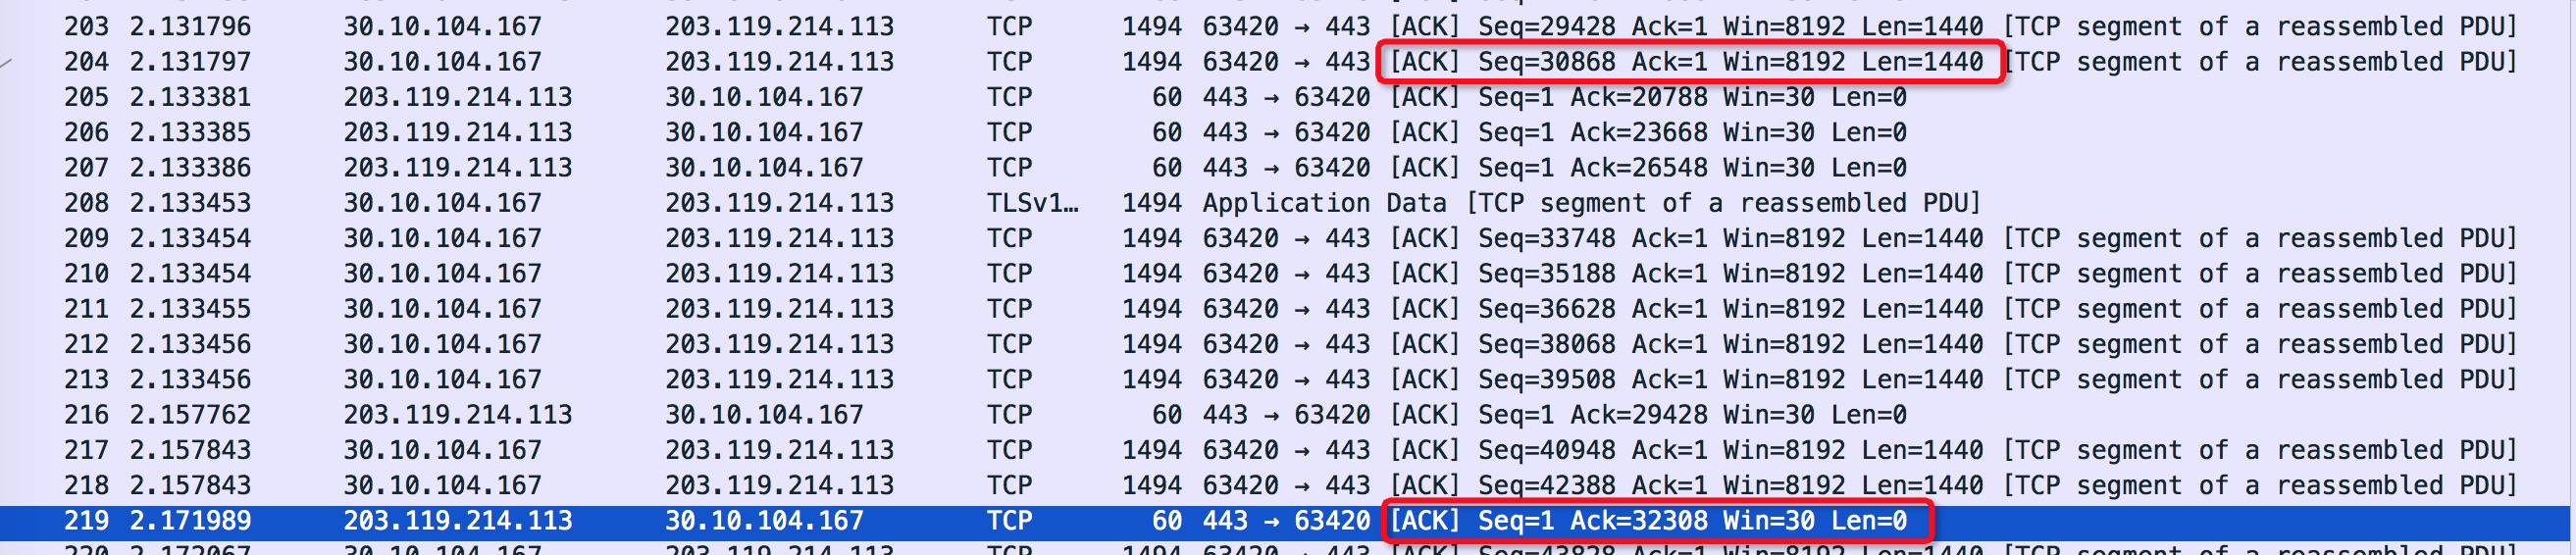 203 2.131796 30.10.104.167 203.119.214.113 TCP 1494 63420 → 443 [ACK] Seq=29428 Ack=1 Win=8192 Len=1440 [TCP segment of a reassembled PDU]
204 2.131797 30.10.104.167 203.119.214.113 TCP 1494 63420 → 443 [ACK] Seq=30868 Ack=1 Win=8192 Len=1440 [TCP segment of a reassembled PDU]
205 2.133381 203.119.214.113 30.10.104.167 TCP 60 443 → 63420 [ACK] Seq=1 Ack=20788 Win=30 Len=0
206 2.133385 203.119.214.113 30.10.104.167 TCP 60 443 → 63420 [ACK] Seq=1 Ack=23668 Win=30 Len=0
207 2.133386 203.119.214.113 30.10.104.167 TCP 60 443 → 63420 [ACK] Seq=1 Ack=26548 Win=30 Len=0
208 2.133453 30.10.104.167 203.119.214.113 TLSv1… 1494 Application Data [TCP segment of a reassembled PDU]
209 2.133454 30.10.104.167 203.119.214.113 TCP 1494 63420 → 443 [ACK] Seq=33748 Ack=1 Win=8192 Len=1440 [TCP segment of a reassembled PDU]
210 2.133454 30.10.104.167 203.119.214.113 TCP 1494 63420 → 443 [ACK] Seq=35188 Ack=1 Win=8192 Len=1440 [TCP segment of a reassembled PDU]
211 2.133455 30.10.104.167 203.119.214.113 TCP 1494 63420 → 443 [ACK] Seq=36628 Ack=1 Win=8192 Len=1440 [TCP segment of a reassembled PDU]
212 2.133456 30.10.104.167 203.119.214.113 TCP 1494 63420 → 443 [ACK] Seq=38068 Ack=1 Win=8192 Len=1440 [TCP segment of a reassembled PDU]
213 2.133456 30.10.104.167 203.119.214.113 TCP 1494 63420 → 443 [ACK] Seq=39508 Ack=1 Win=8192 Len=1440 [TCP segment of a reassembled PDU]
216 2.157762 203.119.214.113 30.10.104.167 TCP 60 443 → 63420 [ACK] Seq=1 Ack=29428 Win=30 Len=0
217 2.157843 30.10.104.167 203.119.214.113 TCP 1494 63420 → 443 [ACK] Seq=40948 Ack=1 Win=8192 Len=1440 [TCP segment of a reassembled PDU]
218 2.157843 30.10.104.167 203.119.214.113 TCP 1494 63420 → 443 [ACK] Seq=42388 Ack=1 Win=8192 Len=1440 [TCP segment of a reassembled PDU]
219 2.171989 203.119.214.113 30.10.104.167 TCP 60 443 → 63420 [ACK] Seq=1 Ack=32308 Win=30 Len=0
220 2.172067 30.10.104.167 203.119.214.113 TCP 1494 63420 → 443 [ACK] Seq=43828 Ack=1 Win=8192 Len=1440 [TCP segment of a reassembled PDU]